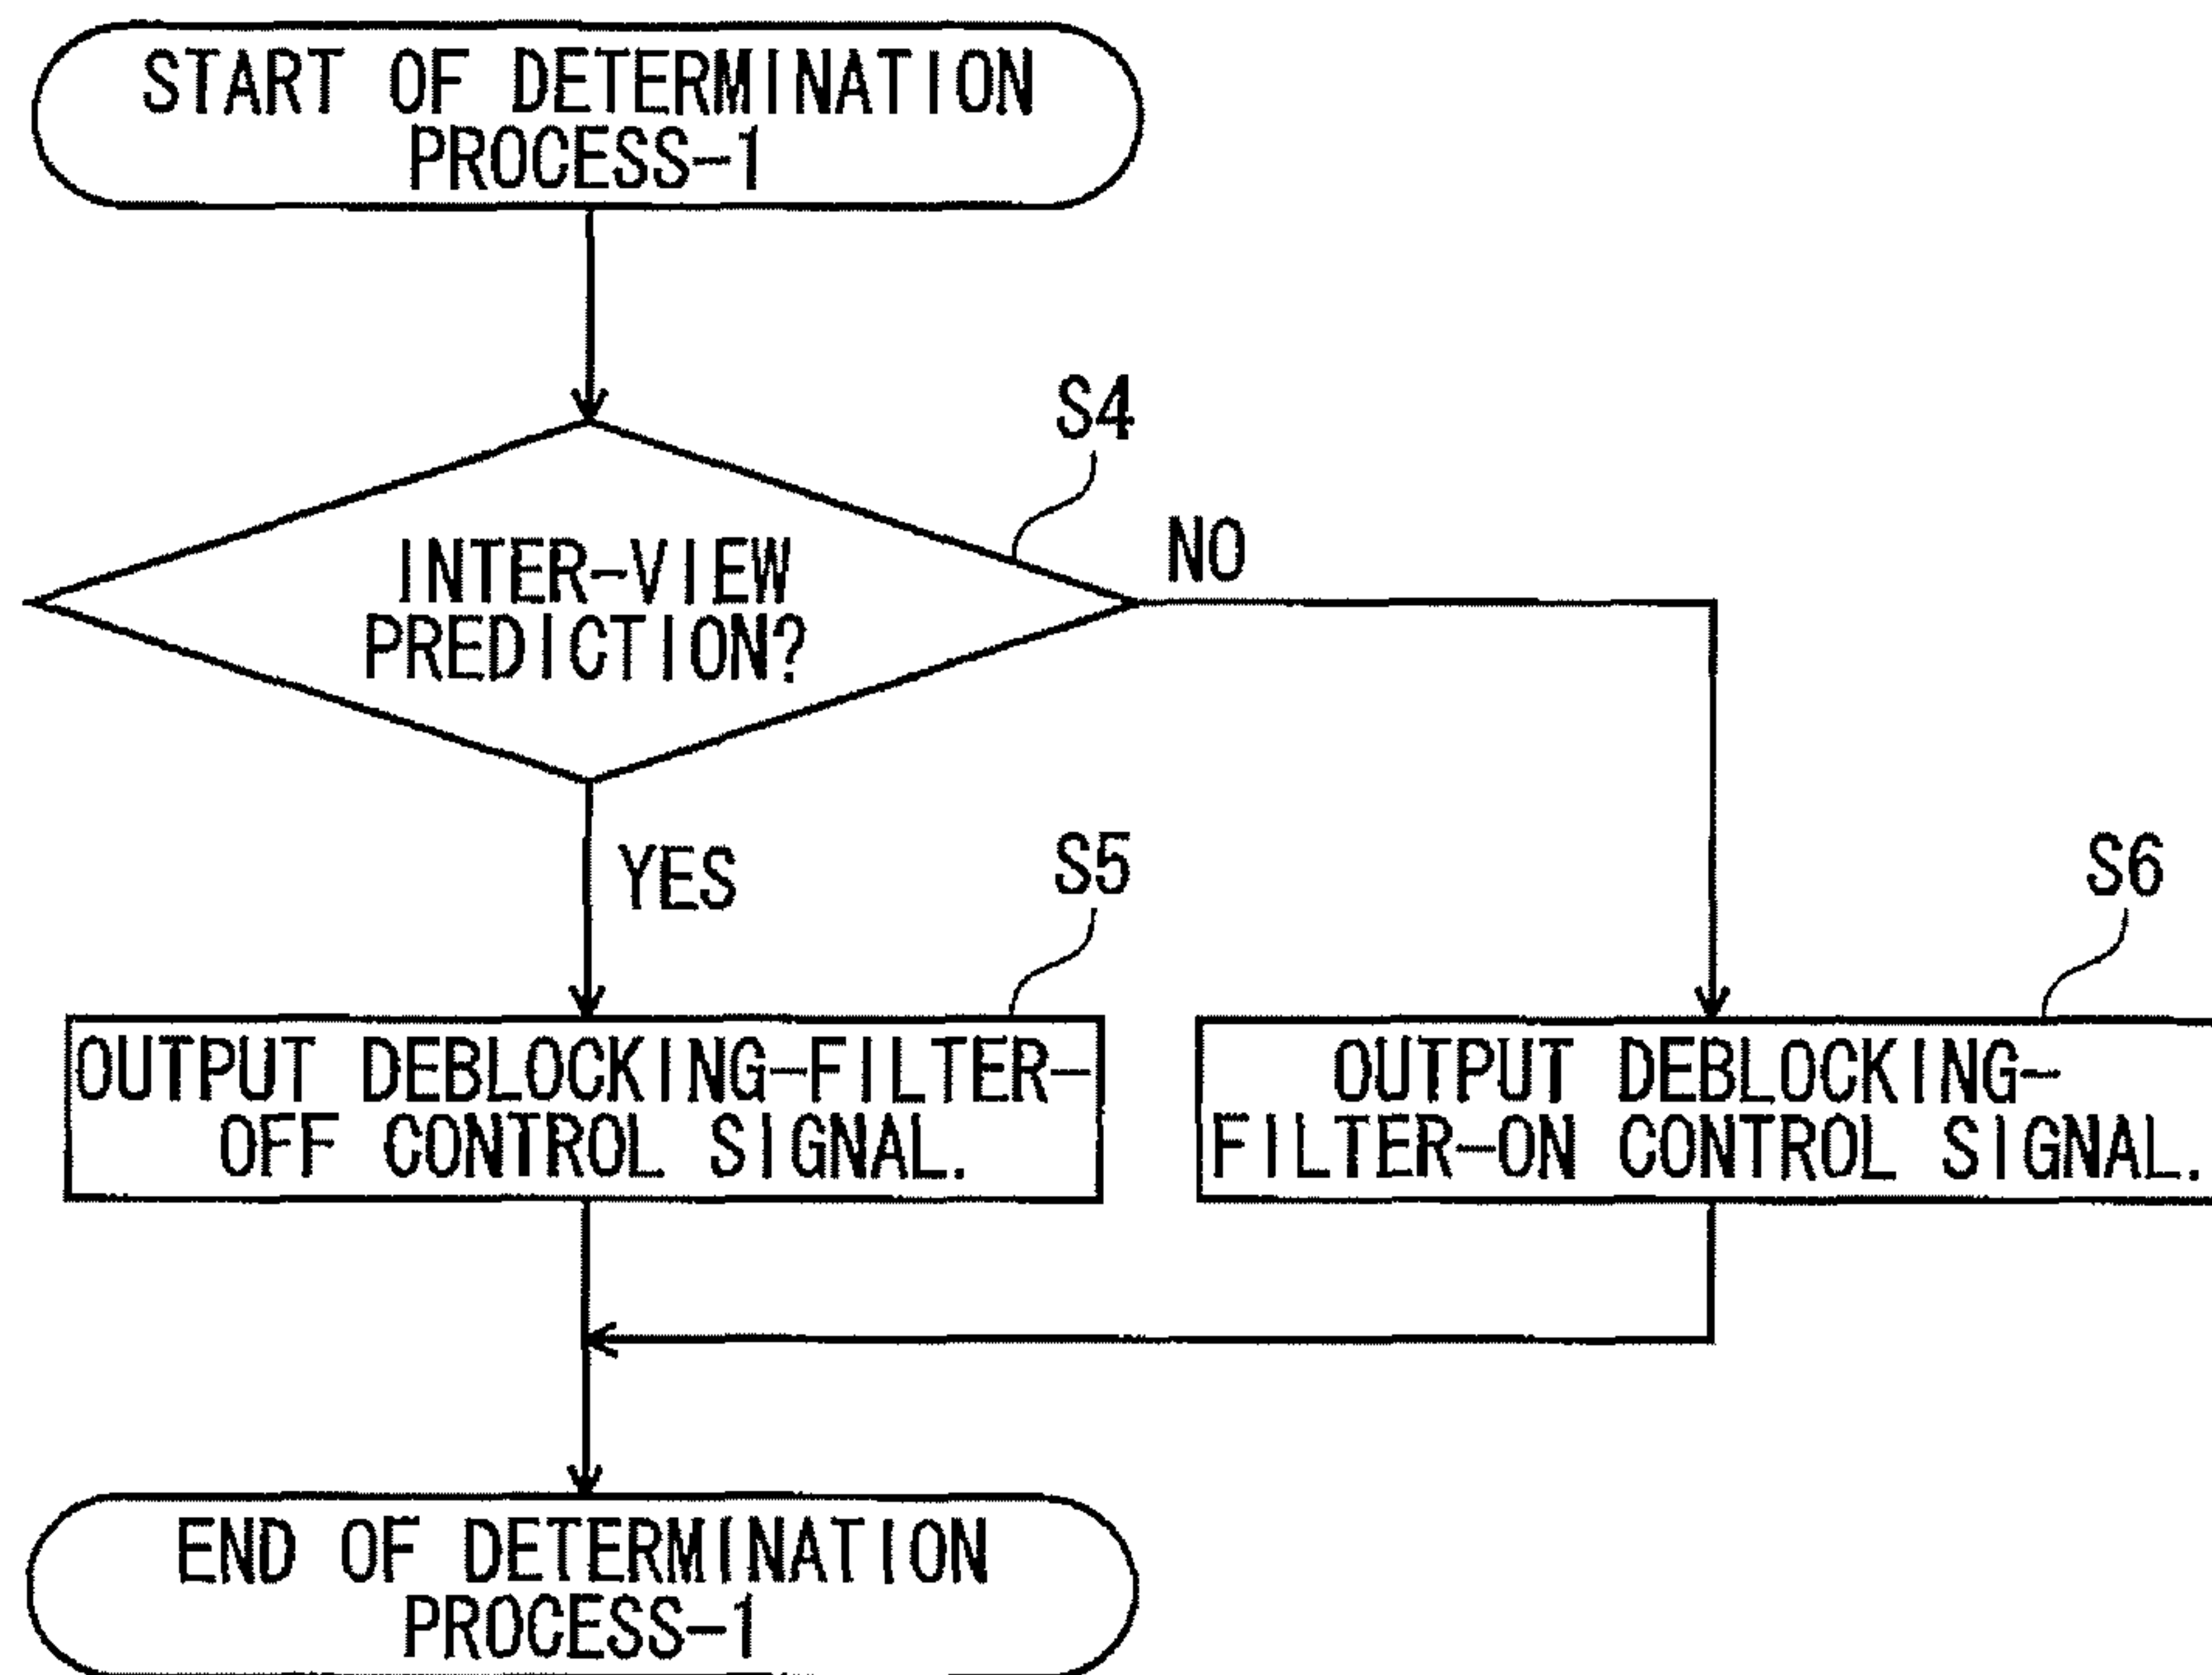 START OF DETERMINATION
PROCESS-1
S4
INTER-VIEW
PREDICTION?
NO
YES
S5
S6
OUTPUT DEBLOCKING-FILTER-
OFF CONTROL SIGNAL.
OUTPUT DEBLOCKING-
FILTER-ON CONTROL SIGNAL.
END OF DETERMINATION
PROCESS-1